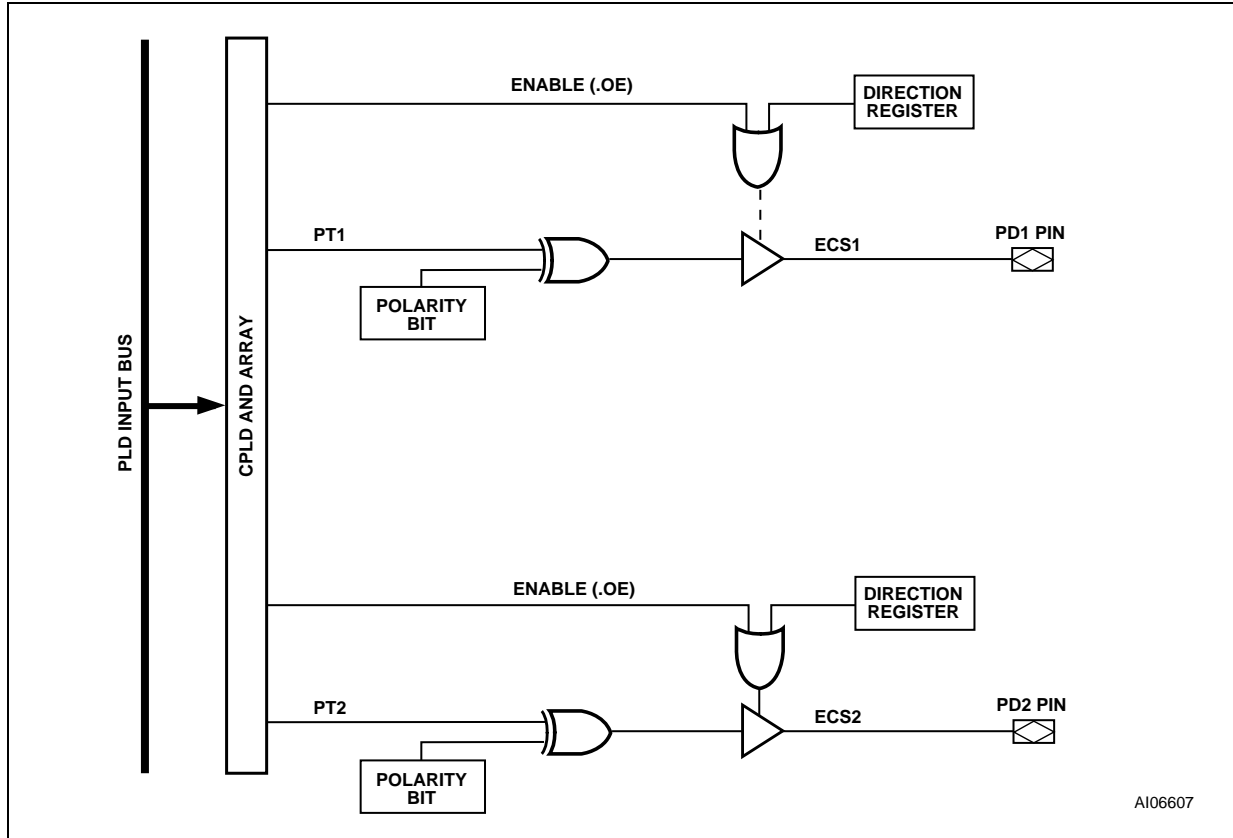 ENABLE (.OE)
DIRECTION
REGISTER
PT1
ECS1
PD1 PIN
POLARITY
BIT
PLD INPUT BUS
CPLD AND ARRAY
ENABLE (.OE)
DIRECTION
REGISTER
PT2
ECS2
PD2 PIN
POLARITY
BIT
AI06607